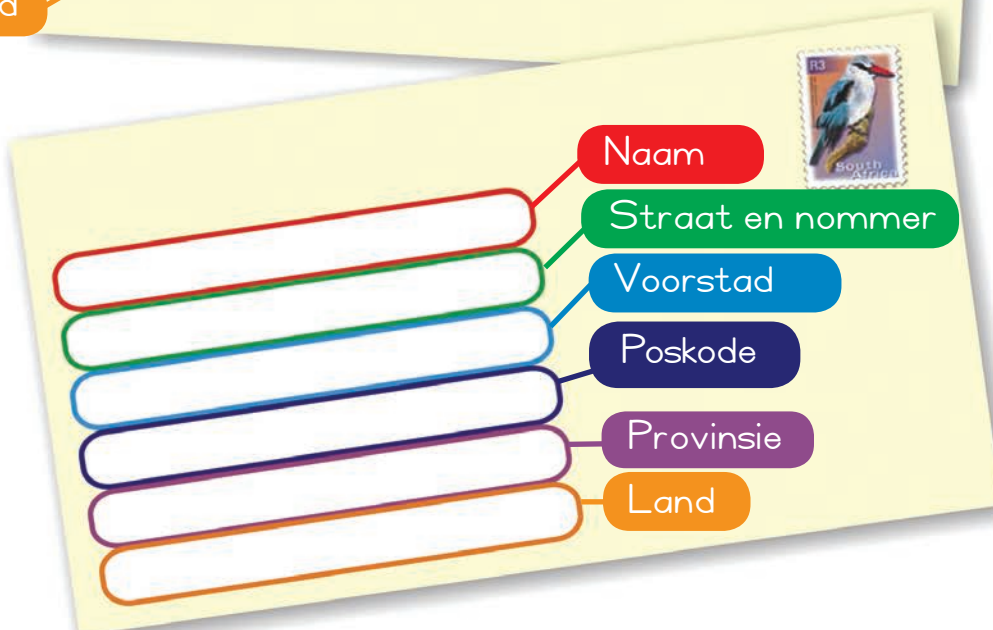 d
R3
Naam
South
Africa
Straat en nommer
Voorstad
Poskode
Provinsie
Land